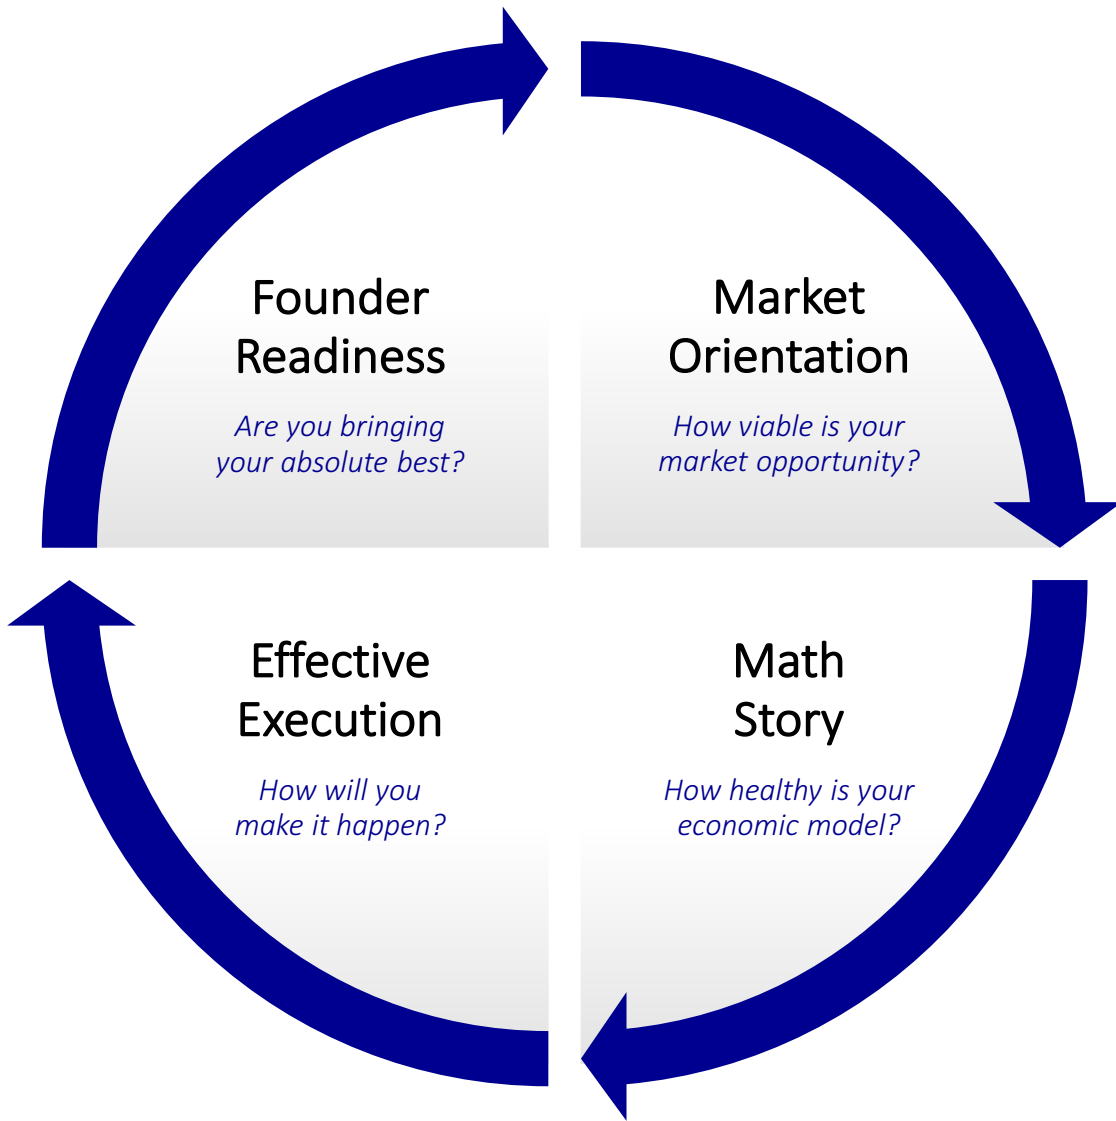 Founder
Readiness
Are you bringing
your absolute best?
Market
Orientation
How viable is your
market opportunity?
Effective
Execution
How will you
make it happen?
Math
Story
How healthy is your
economic model?